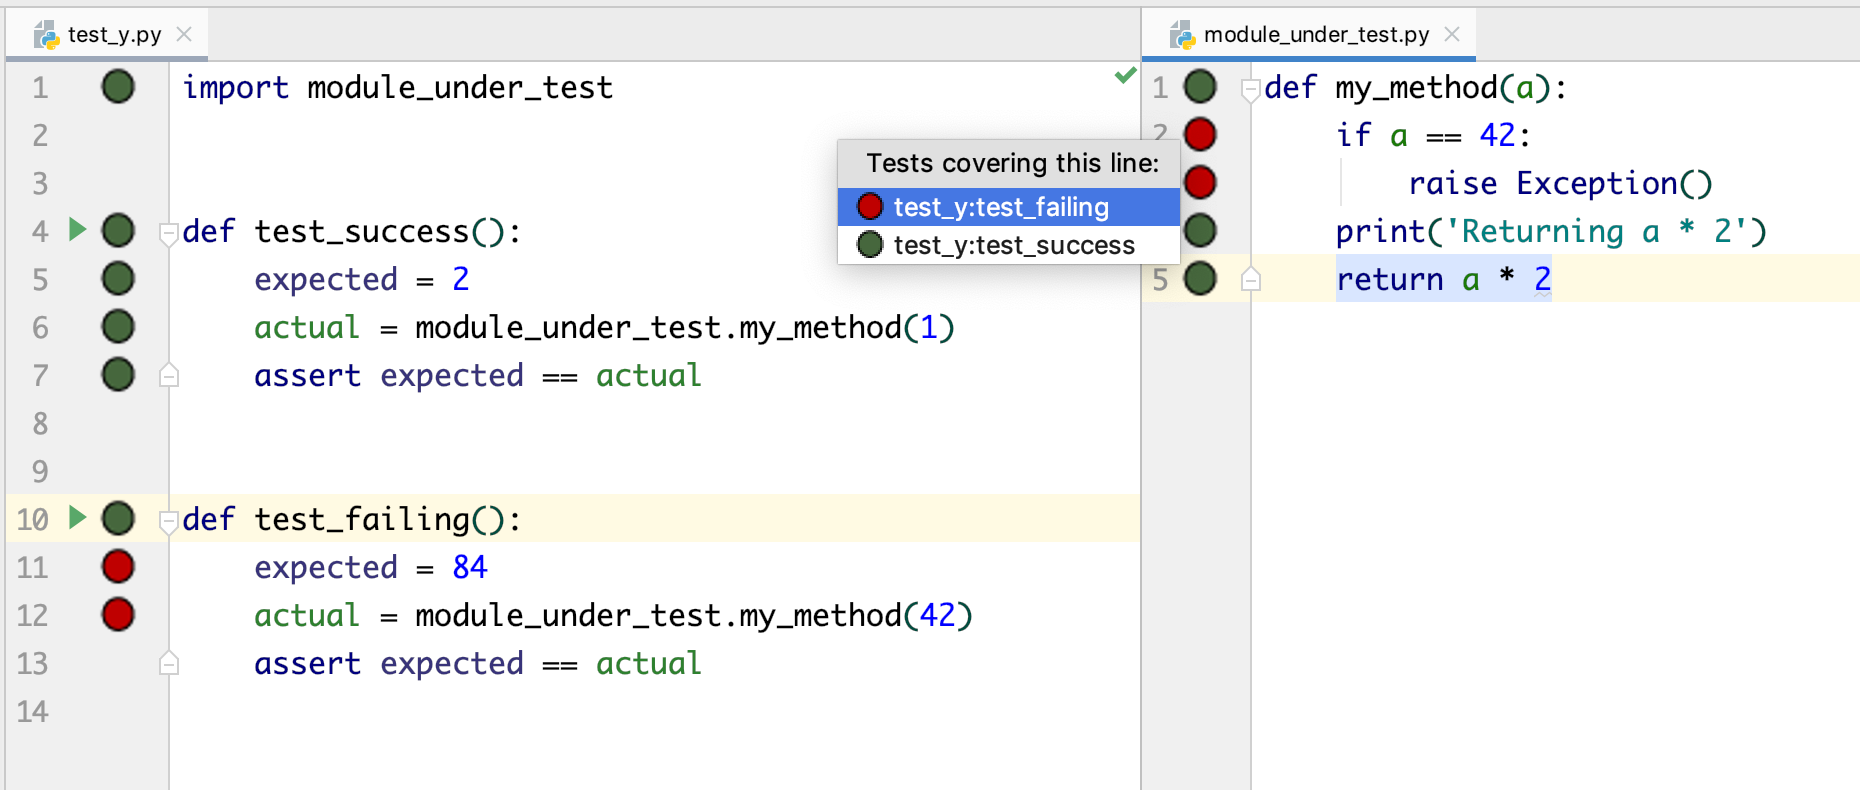 test_y.py
1 import module_under_test
2
3
4 def test_success():
5 expected = 2
6 actual = module_under_test.my_method(1)
7 assert expected == actual
8
9
10 def test_failing():
11 expected = 84
12 actual = module_under_test.my_method(42)
13 assert expected == actual
14
Tests covering this line:
test_y:test_failing
test_y:test_success
module_under_test.py
1 def my_method(a):
2 if a == 42:
raise Exception()
print('Returning a * 2')
5 return a * 2